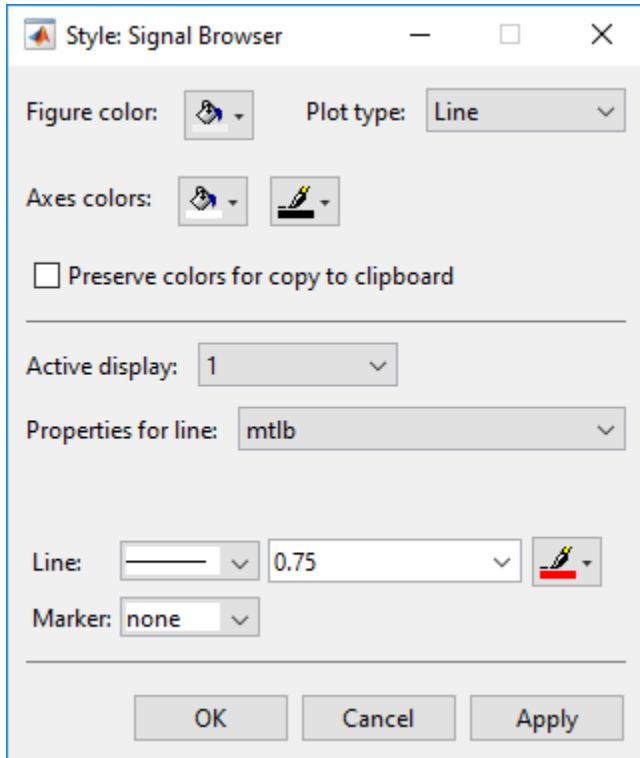 Style: Signal Browser
Figure color: Plot type: Line
Axes colors:
Preserve colors for copy to clipboard
Active display: 1
Properties for line: mtlb
Line: 0.75
Marker: none
OK Cancel Apply